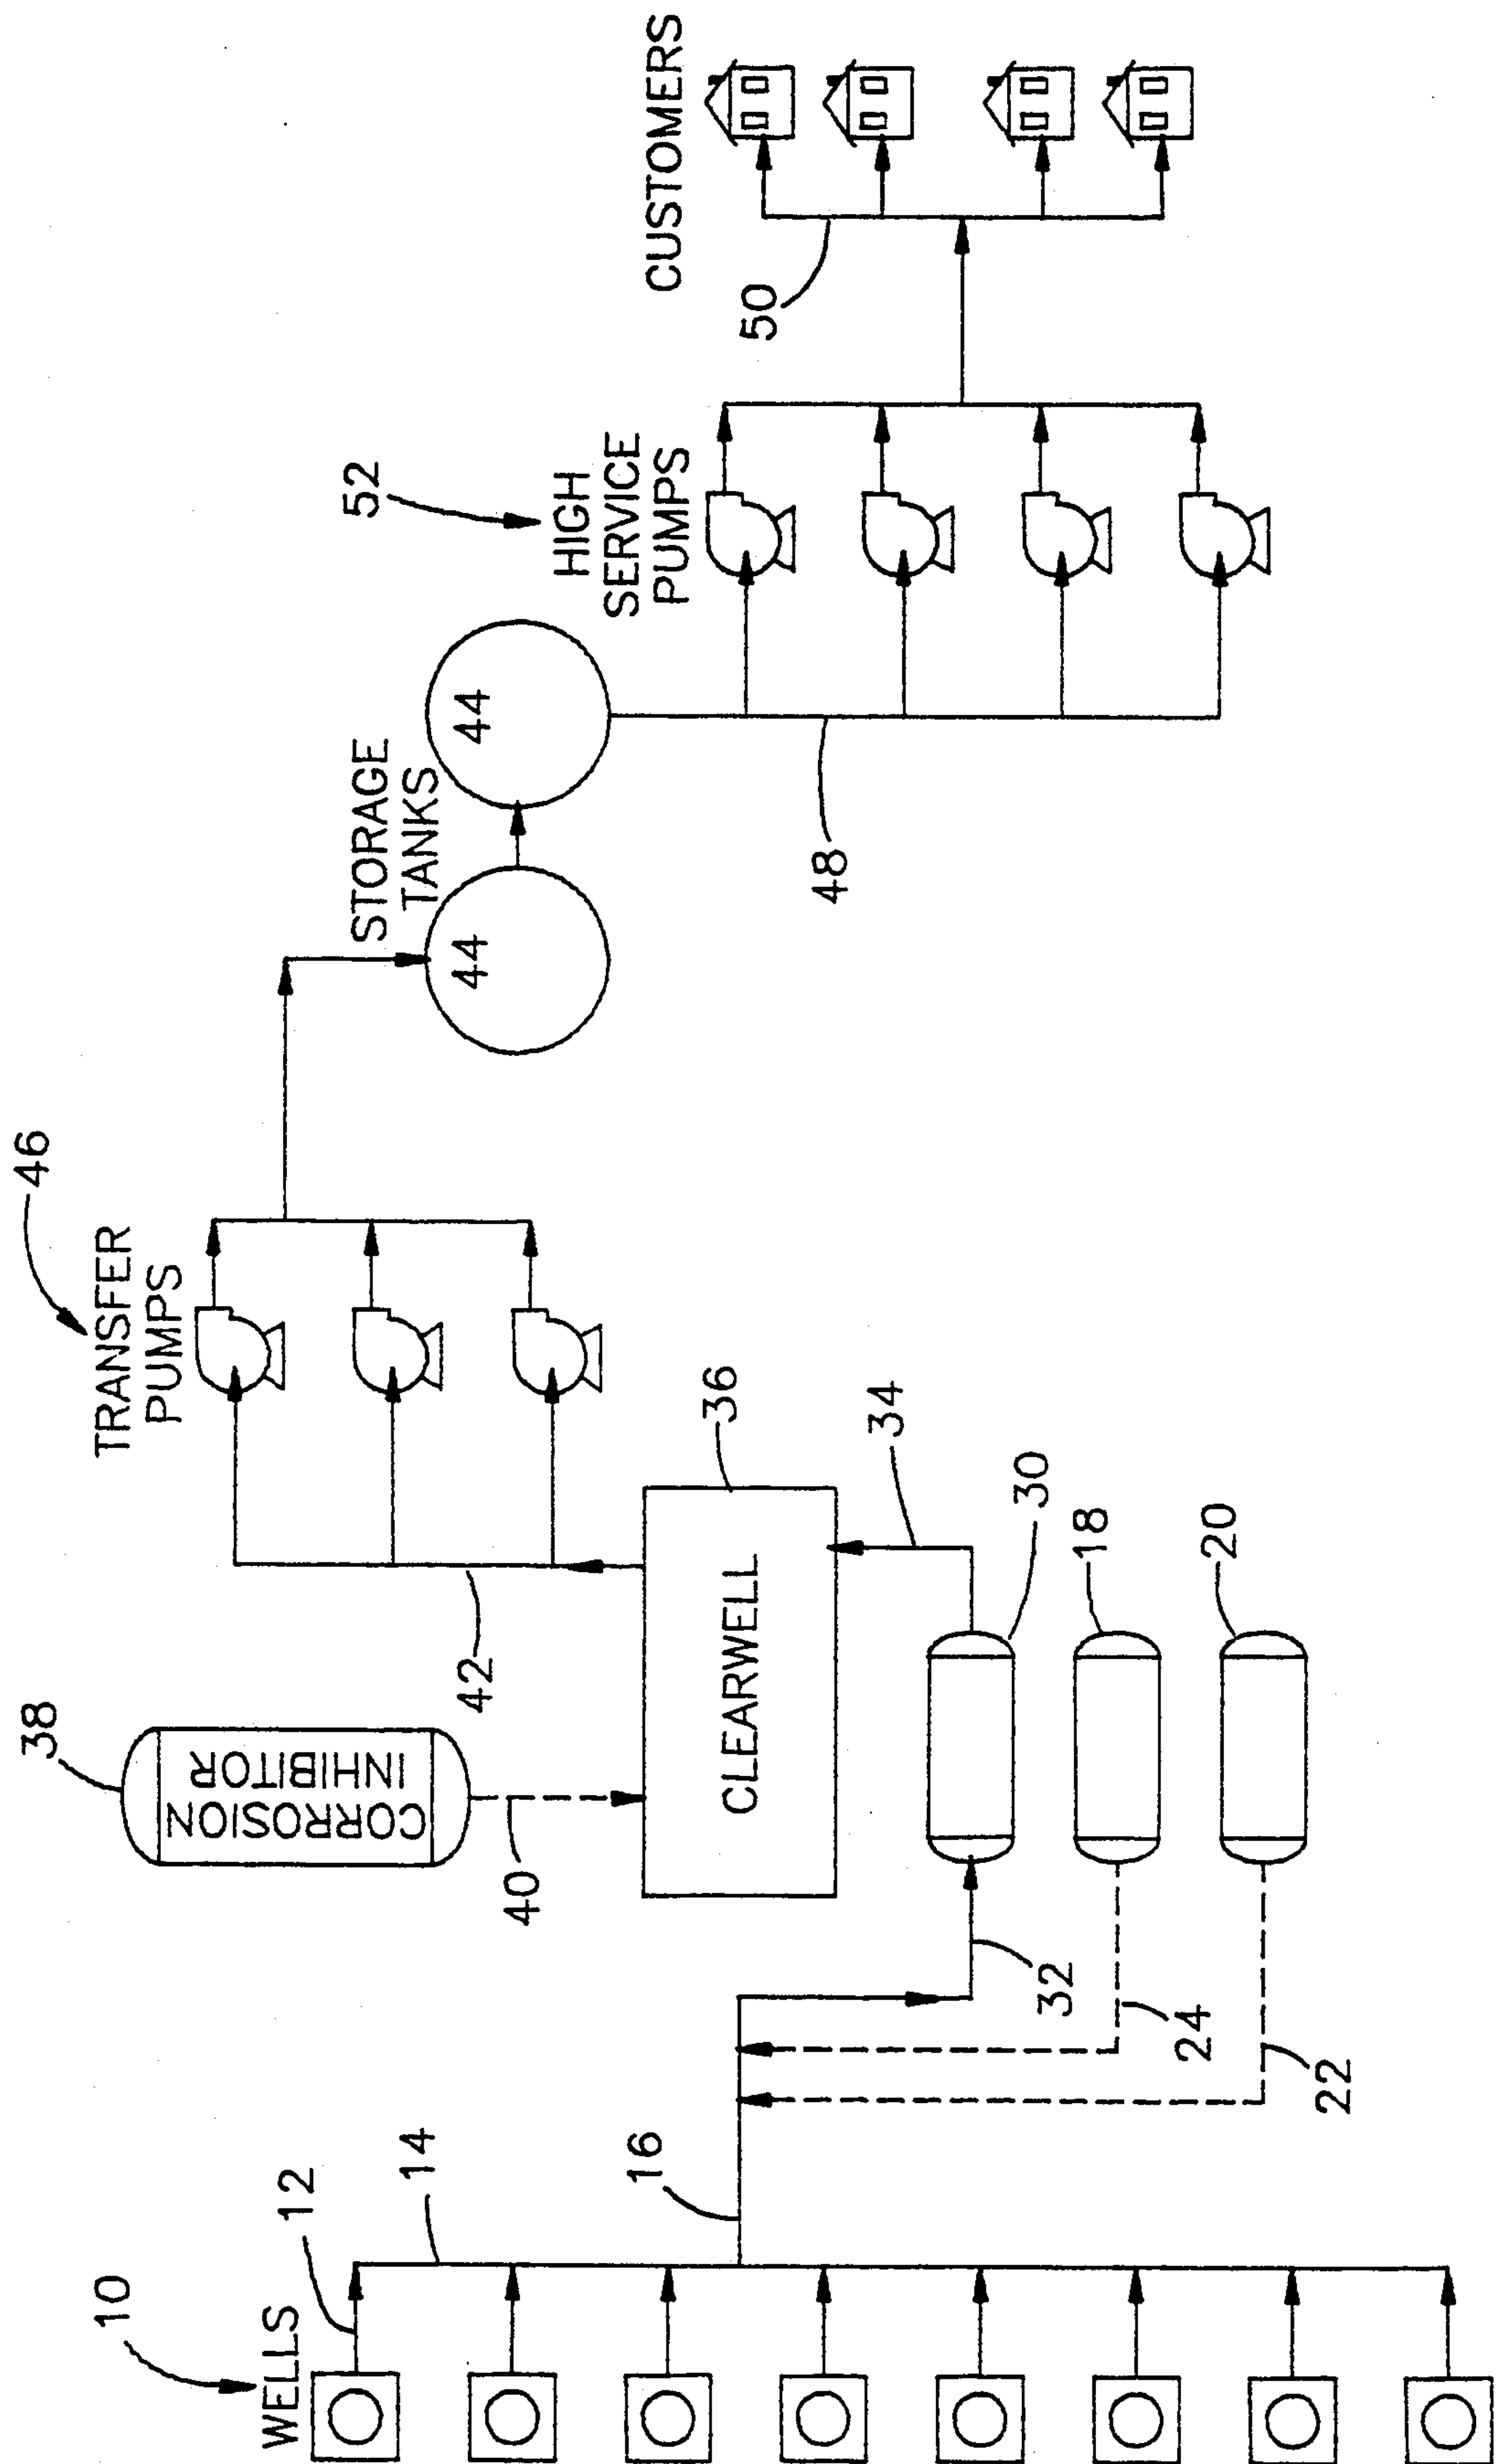 10
WELLS
12
14
16
22
24
32
38
CORROSION
INHIBITOR
40
42
CLEARWELL
36
34
30
18
20
46
TRANSFER
PUMPS
STORAGE
TANKS
44
44
48
52
HIGH
SERVICE
PUMPS
50
CUSTOMERS